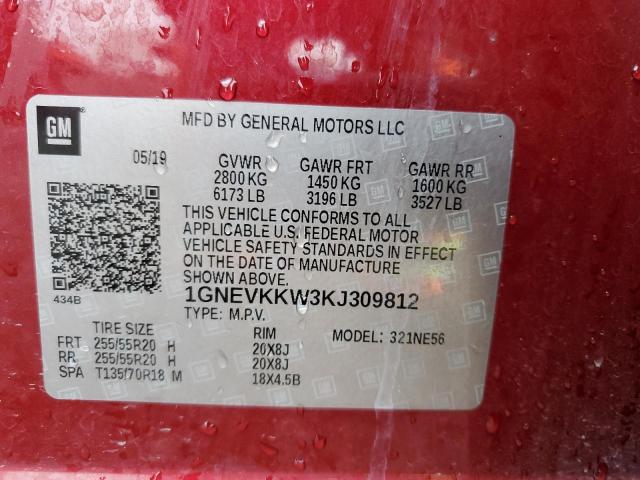 GM
MFD BY GENERAL MOTORS LLC
05/19 GVWR GAWR FRT GAWR RR
2800 KG 1450 KG 1600 KG
6173 LB 3196 LB 3527 LB
THIS VEHICLE CONFORMS TO ALL
APPLICABLE U.S. FEDERAL MOTOR
VEHICLE SAFETY STANDARDS IN EFFECT
ON THE DATE OF MANUFACTURE
SHOWN ABOVE.
434B
1GNEVKKW3KJ309812
TYPE: M.P.V.
TIRE SIZE RIM MODEL: 321NE56
FRT 255/55R20 H 20X8J
RR 255/55R20 H 20X8J
SPA T135/70R18 M 18X4.5B